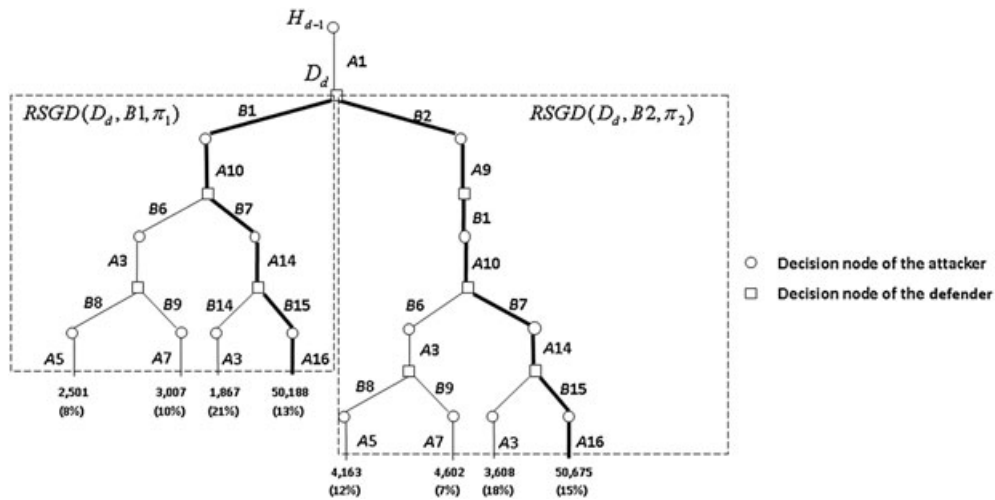 H_{d-1}
A1
D_d
RSGD(D_d, B1, π_1)
B1
B2
RSGD(D_d, B2, π_2)
A10
A9
B6
B7
B1
A3
A14
A10
○ Decision node of the attacker
□ Decision node of the defender
B8
B9
B14
B15
B6
B7
A3
A14
A5
A7
A3
A16
B8
B9
B15
2,501
3,007
1,867
50,188
(8%)
(10%)
(21%)
(13%)
A5
A7
A3
A16
4,163
4,602
3,608
50,675
(12%)
(7%)
(18%)
(15%)